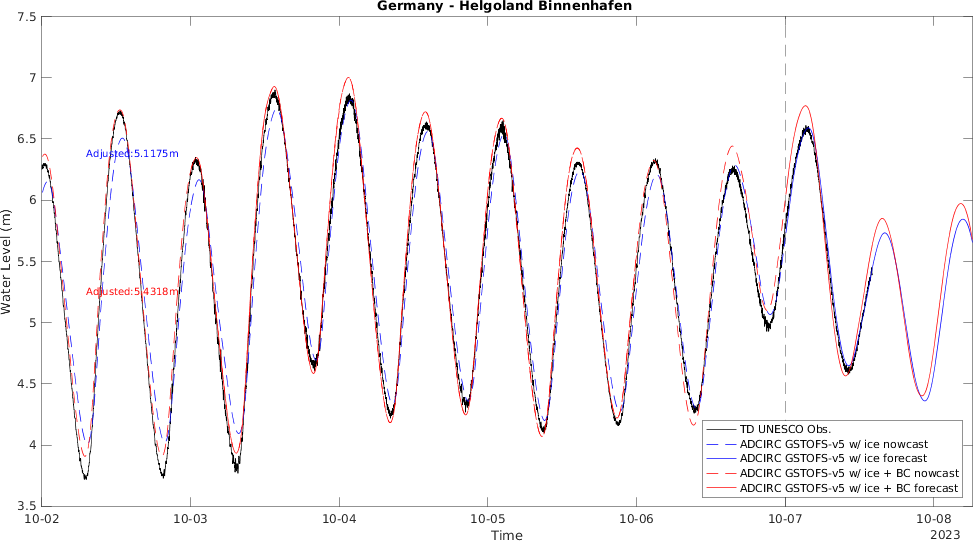 Germany - Helgoland Binnenhafen
7.5
7
6.5
6
5.5
5
4.5
4
3.5
Water Level (m)
Adjusted:5.1175m
Adjusted:5.4318m
TD UNESCO Obs.
ADCIRC GSTOFS-v5 w/ ice nowcast
ADCIRC GSTOFS-v5 w/ ice forecast
ADCIRC GSTOFS-v5 w/ ice + BC nowcast
ADCIRC GSTOFS-v5 w/ ice + BC forecast
10-02 10-03 10-04 10-05 10-06 10-07 10-08
Time
2023